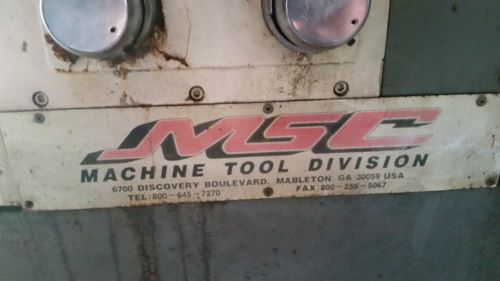 MSC
MACHINE TOOL DIVISION
6700 DISCOVERY BOULEVARD, MABLETON, GA 30059 USA
TEL:800-645-7270 FAX:800-255-5067